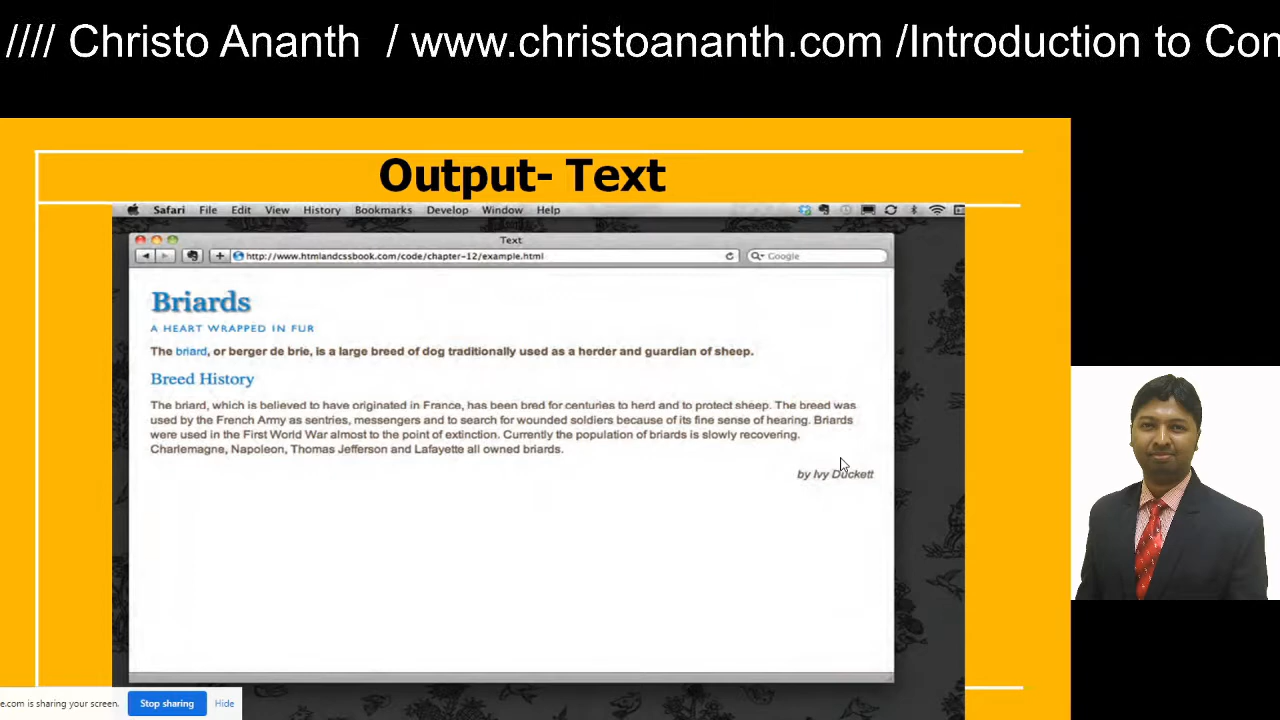 //// Christo Ananth / www.christoananth.com /Introduction to Con
Output- Text
Safari File Edit View History Bookmarks Develop Window Help
Text
http://www.htmlandcssbook.com/code/chapter-12/example.html
Google
Briards
A HEART WRAPPED IN FUR
The briard, or berger de brie, is a large breed of dog traditionally used as a herder and guardian of sheep.
Breed History
The briard, which is believed to have originated in France, has been bred for centuries to herd and to protect sheep. The breed was
used by the French Army as sentries, messengers and to search for wounded soldiers because of its fine sense of hearing. Briards
were used in the First World War almost to the point of extinction. Currently the population of briards is slowly recovering.
Charlemagne, Napoleon, Thomas Jefferson and Lafayette all owned briards.
by Ivy Duckett
e.com is sharing your screen. Stop sharing Hide